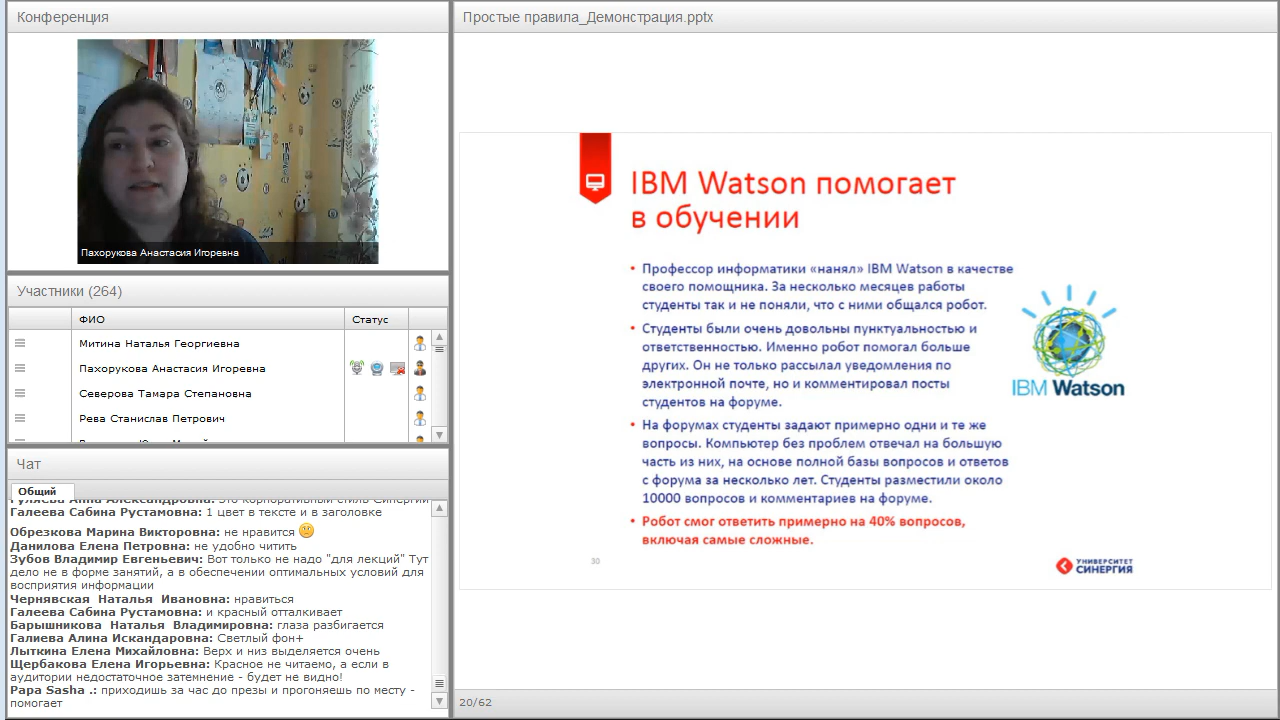 Конференция
Пахорукова Анастасия Игоревна
Участники (264)
ФИО
Статус
Митина Наталья Георгиевна
Пахорукова Анастасия Игоревна
Северова Тамара Степановна
Рева Станислав Петрович
Чат
Общий
Гуляева Анна Александровна: Это корпоративный стиль Синергии
Галеева Сабина Рустамовна: 1 цвет в тексте и в заголовке
Обрезкова Марина Викторовна: не нравится
Данилова Елена Петровна: не удобно читить
Зубов Владимир Евгеньевич: Вот только не надо "для лекций" Тут
дело не в форме занятий, а в обеспечении оптимальных условий для
восприятия информации
Чернявская Наталья Ивановна: нравиться
Галеева Сабина Рустамовна: и красный отталкивает
Барышникова Наталья Владимировна: глаза разбигается
Галиева Алина Искандаровна: Светлый фон+
Лыткина Елена Михайловна: Верх и низ выделяется очень
Щербакова Елена Игорьевна: Красное не читаемо, а если в
аудитории недостаточное затемнение - будет не видно!
Papa Sasha .: приходишь за час до презы и прогоняешь по месту -
помогает
Простые правила_Демонстрация.pptx
IBM Watson помогает
в обучении
• Профессор информатики «нанял» IBM Watson в качестве
своего помощника. За несколько месяцев работы
студенты так и не поняли, что с ними общался робот.
• Студенты были очень довольны пунктуальностью и
ответственностью. Именно робот помогал больше
других. Он не только рассылал уведомления по
электронной почте, но и комментировал посты
студентов на форуме.
• На форумах студенты задают примерно одни и те же
вопросы. Компьютер без проблем отвечал на большую
часть из них, на основе полной базы вопросов и ответов
с форума за несколько лет. Студенты разместили около
10000 вопросов и комментариев на форуме.
• Робот смог ответить примерно на 40% вопросов,
включая самые сложные.
IBM Watson
30
УНИВЕРСИТЕТ
СИНЕРГИЯ
20/62